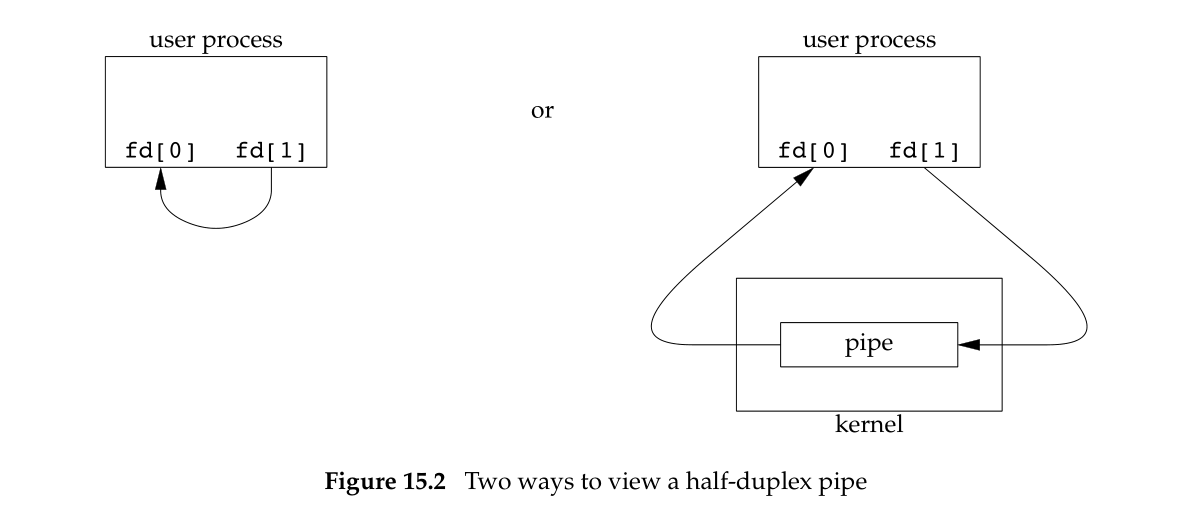 user process
user process
fd[0]
fd[1]
or
fd[0]
fd[1]
pipe
kernel
Figure 15.2 Two ways to view a half-duplex pipe